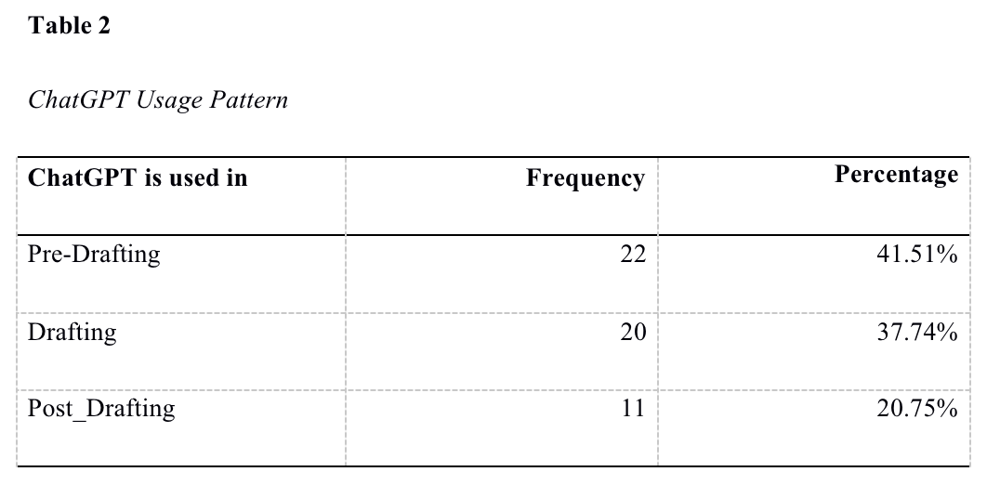 Table 2
ChatGPT Usage Pattern
ChatGPT is used in Frequency Percentage
Pre-Drafting 22 41.51%
Drafting 20 37.74%
Post_Drafting 11 20.75%